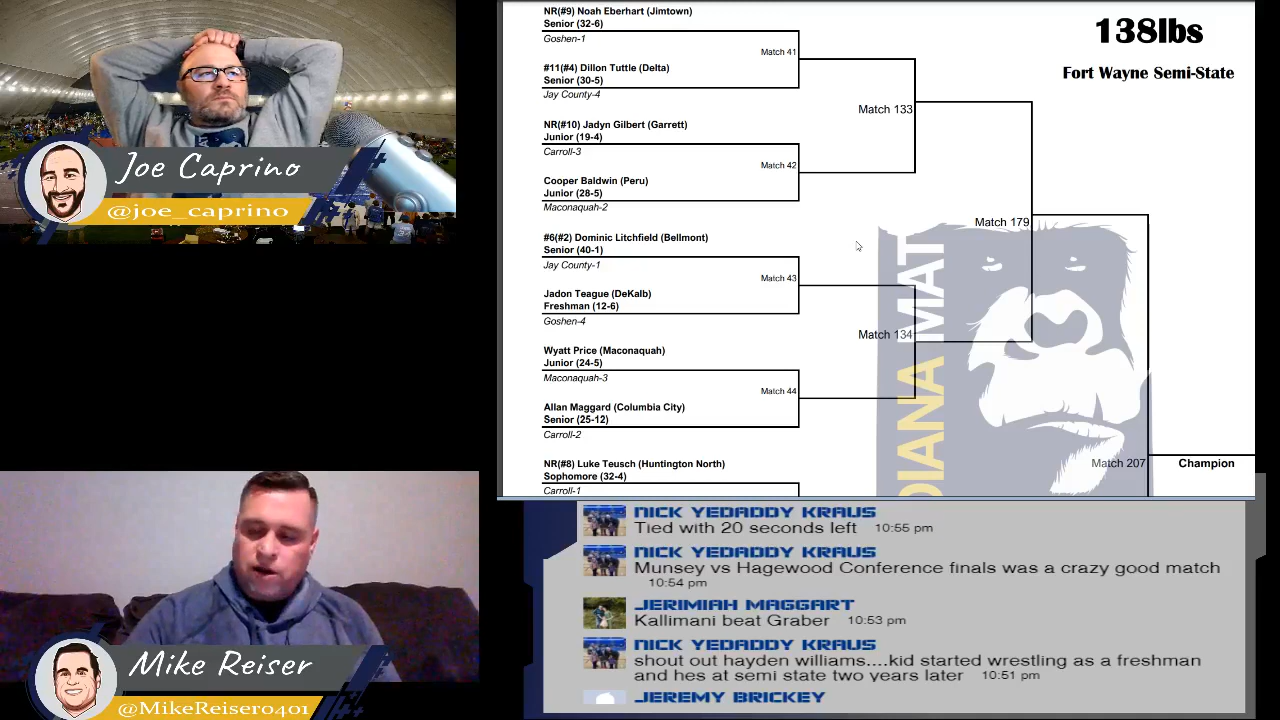 Joe Caprino
@joe_caprino
NR(#9) Noah Eberhart (Jimtown)
Senior (32-6)
Goshen-1
Match 41
#11(#4) Dillon Tuttle (Delta)
Senior (30-5)
Jay County-4
Match 133
NR(#10) Jadyn Gilbert (Garrett)
Junior (19-4)
Carroll-3
Match 42
Cooper Baldwin (Peru)
Junior (28-5)
Maconaquah-2
Match 179
#6(#2) Dominic Litchfield (Bellmont)
Senior (40-1)
Jay County-1
Match 43
Jadon Teague (DeKalb)
Freshman (12-6)
Goshen-4
Match 134
Wyatt Price (Maconaquah)
Junior (24-5)
Maconaquah-3
Match 44
Allan Maggard (Columbia City)
Senior (25-12)
Carroll-2
NR(#8) Luke Teusch (Huntington North)
Sophomore (32-4)
Carroll-1
Match 207
Champion
138lbs
Fort Wayne Semi-State
DIANA MAT
Mike Reiser
@MikeReiser0401
NICK YEDADDY KRAUS
Tied with 20 seconds left 10:55 pm
NICK YEDADDY KRAUS
Munsey vs Hagewood Conference finals was a crazy good match
10:54 pm
JERIMIAH MAGGART
Kallimani beat Graber 10:53 pm
NICK YEDADDY KRAUS
shout out hayden williams....kid started wrestling as a freshman
and hes at semi state two years later 10:51 pm
JEREMY BRICKEY